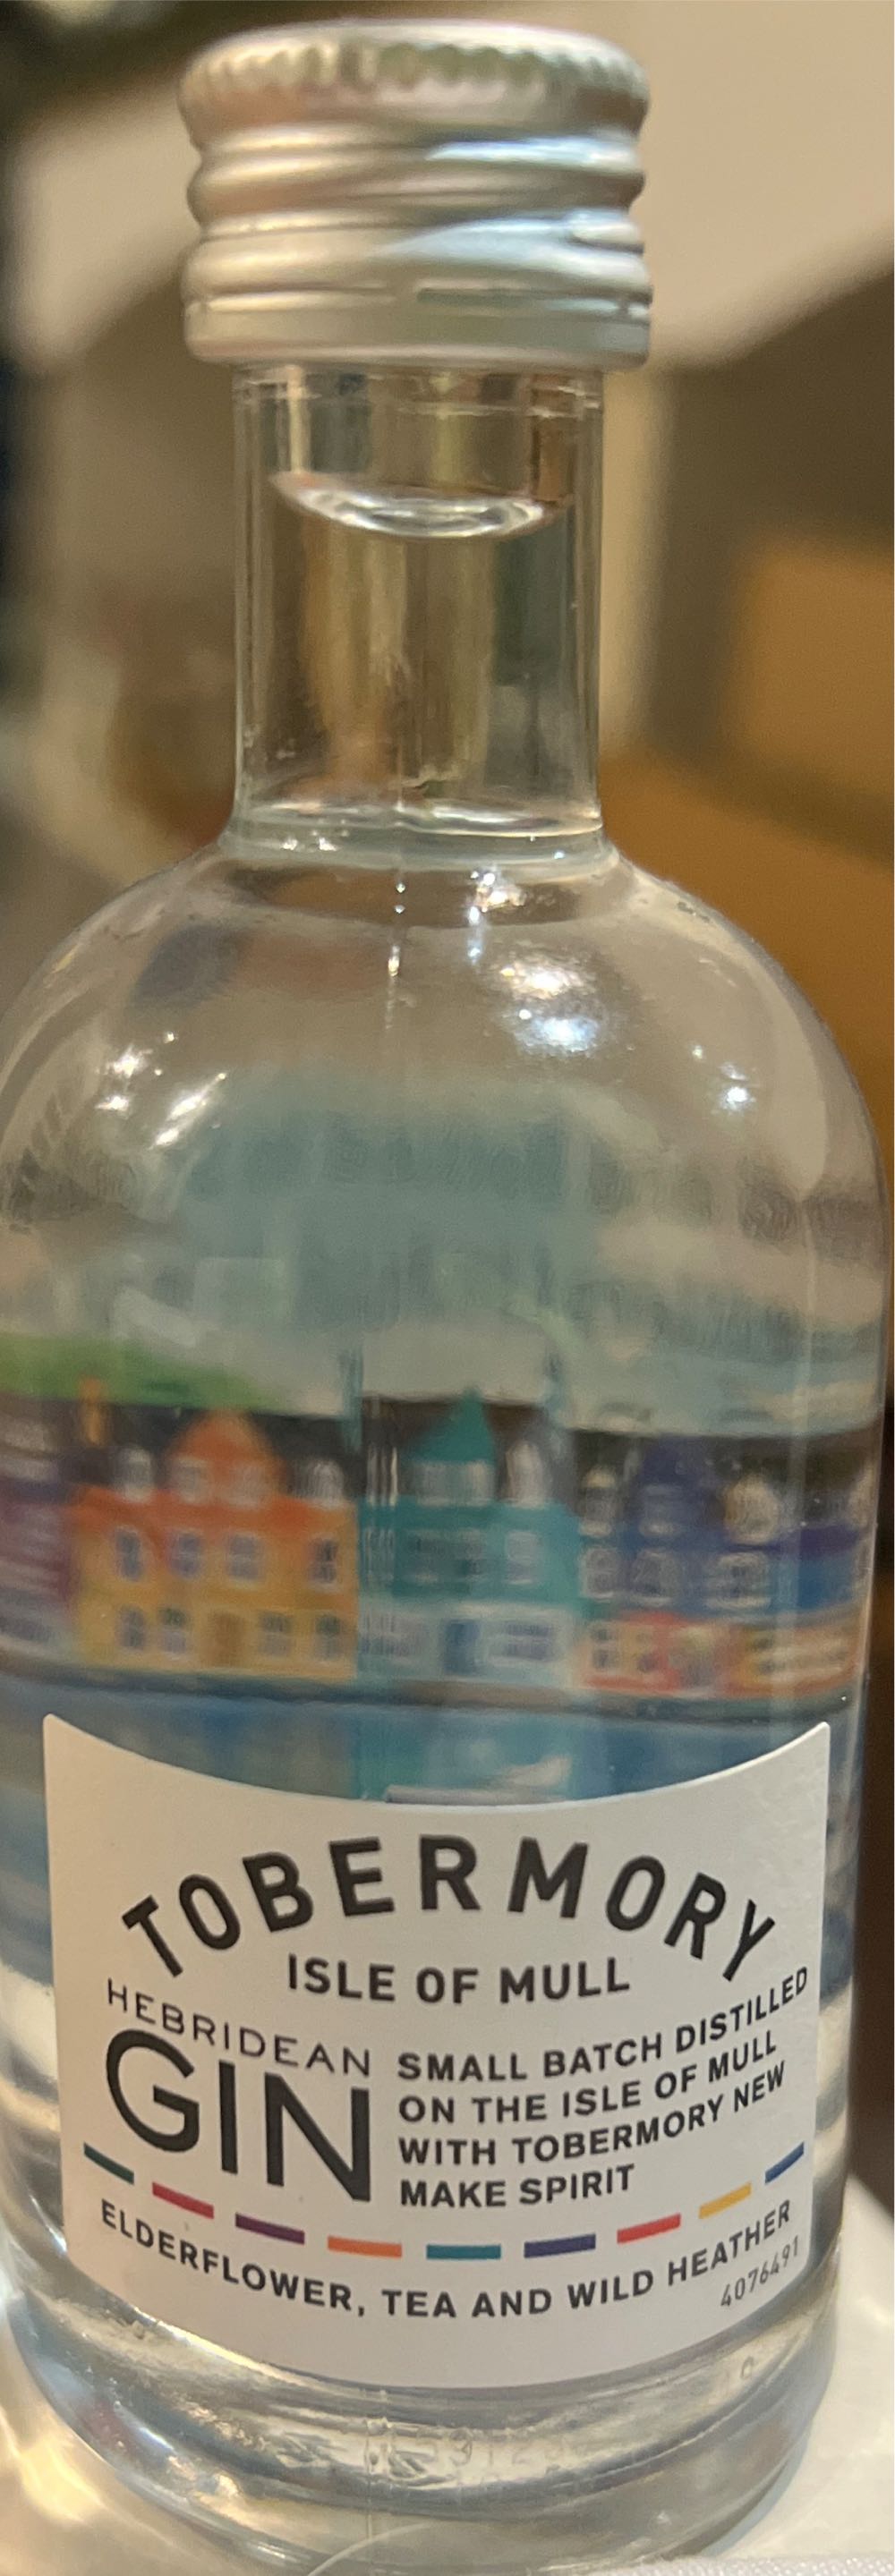 TOBERMORY
ISLE OF MULL
HEBRIDEAN
GIN
SMALL BATCH DISTILLED
ON THE ISLE OF MULL
WITH TOBERMORY NEW
MAKE SPIRIT
ELDERFLOWER, TEA AND WILD HEATHER
4076491